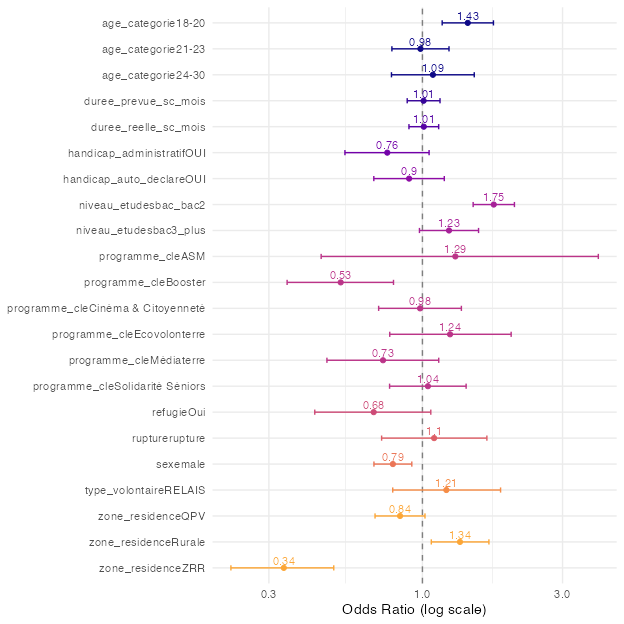 age_categorie18-20
1.43
age_categorie21-23
0.98
age_categorie24-30
1.09
duree_prevue_sc_mois
1.01
duree_reelle_sc_mois
1.01
handicap_administratifOUI
0.76
handicap_auto_declareOUI
0.9
niveau_etudesbac_bac2
1.75
niveau_etudesbac3_plus
1.23
programme_cleASM
1.29
programme_cleBooster
0.53
programme_cleCinéma & Citoyenneté
0.98
programme_cleEcovolonterre
1.24
programme_cleMédiaterre
0.73
programme_cleSolidarité Séniors
1.04
refugieOui
0.68
rupturerupture
1.1
sexemale
0.79
type_volontaireRELAIS
1.21
zone_residenceQPV
0.84
zone_residenceRurale
1.34
zone_residenceZRR
0.34
0.3 1.0 3.0
Odds Ratio (log scale)